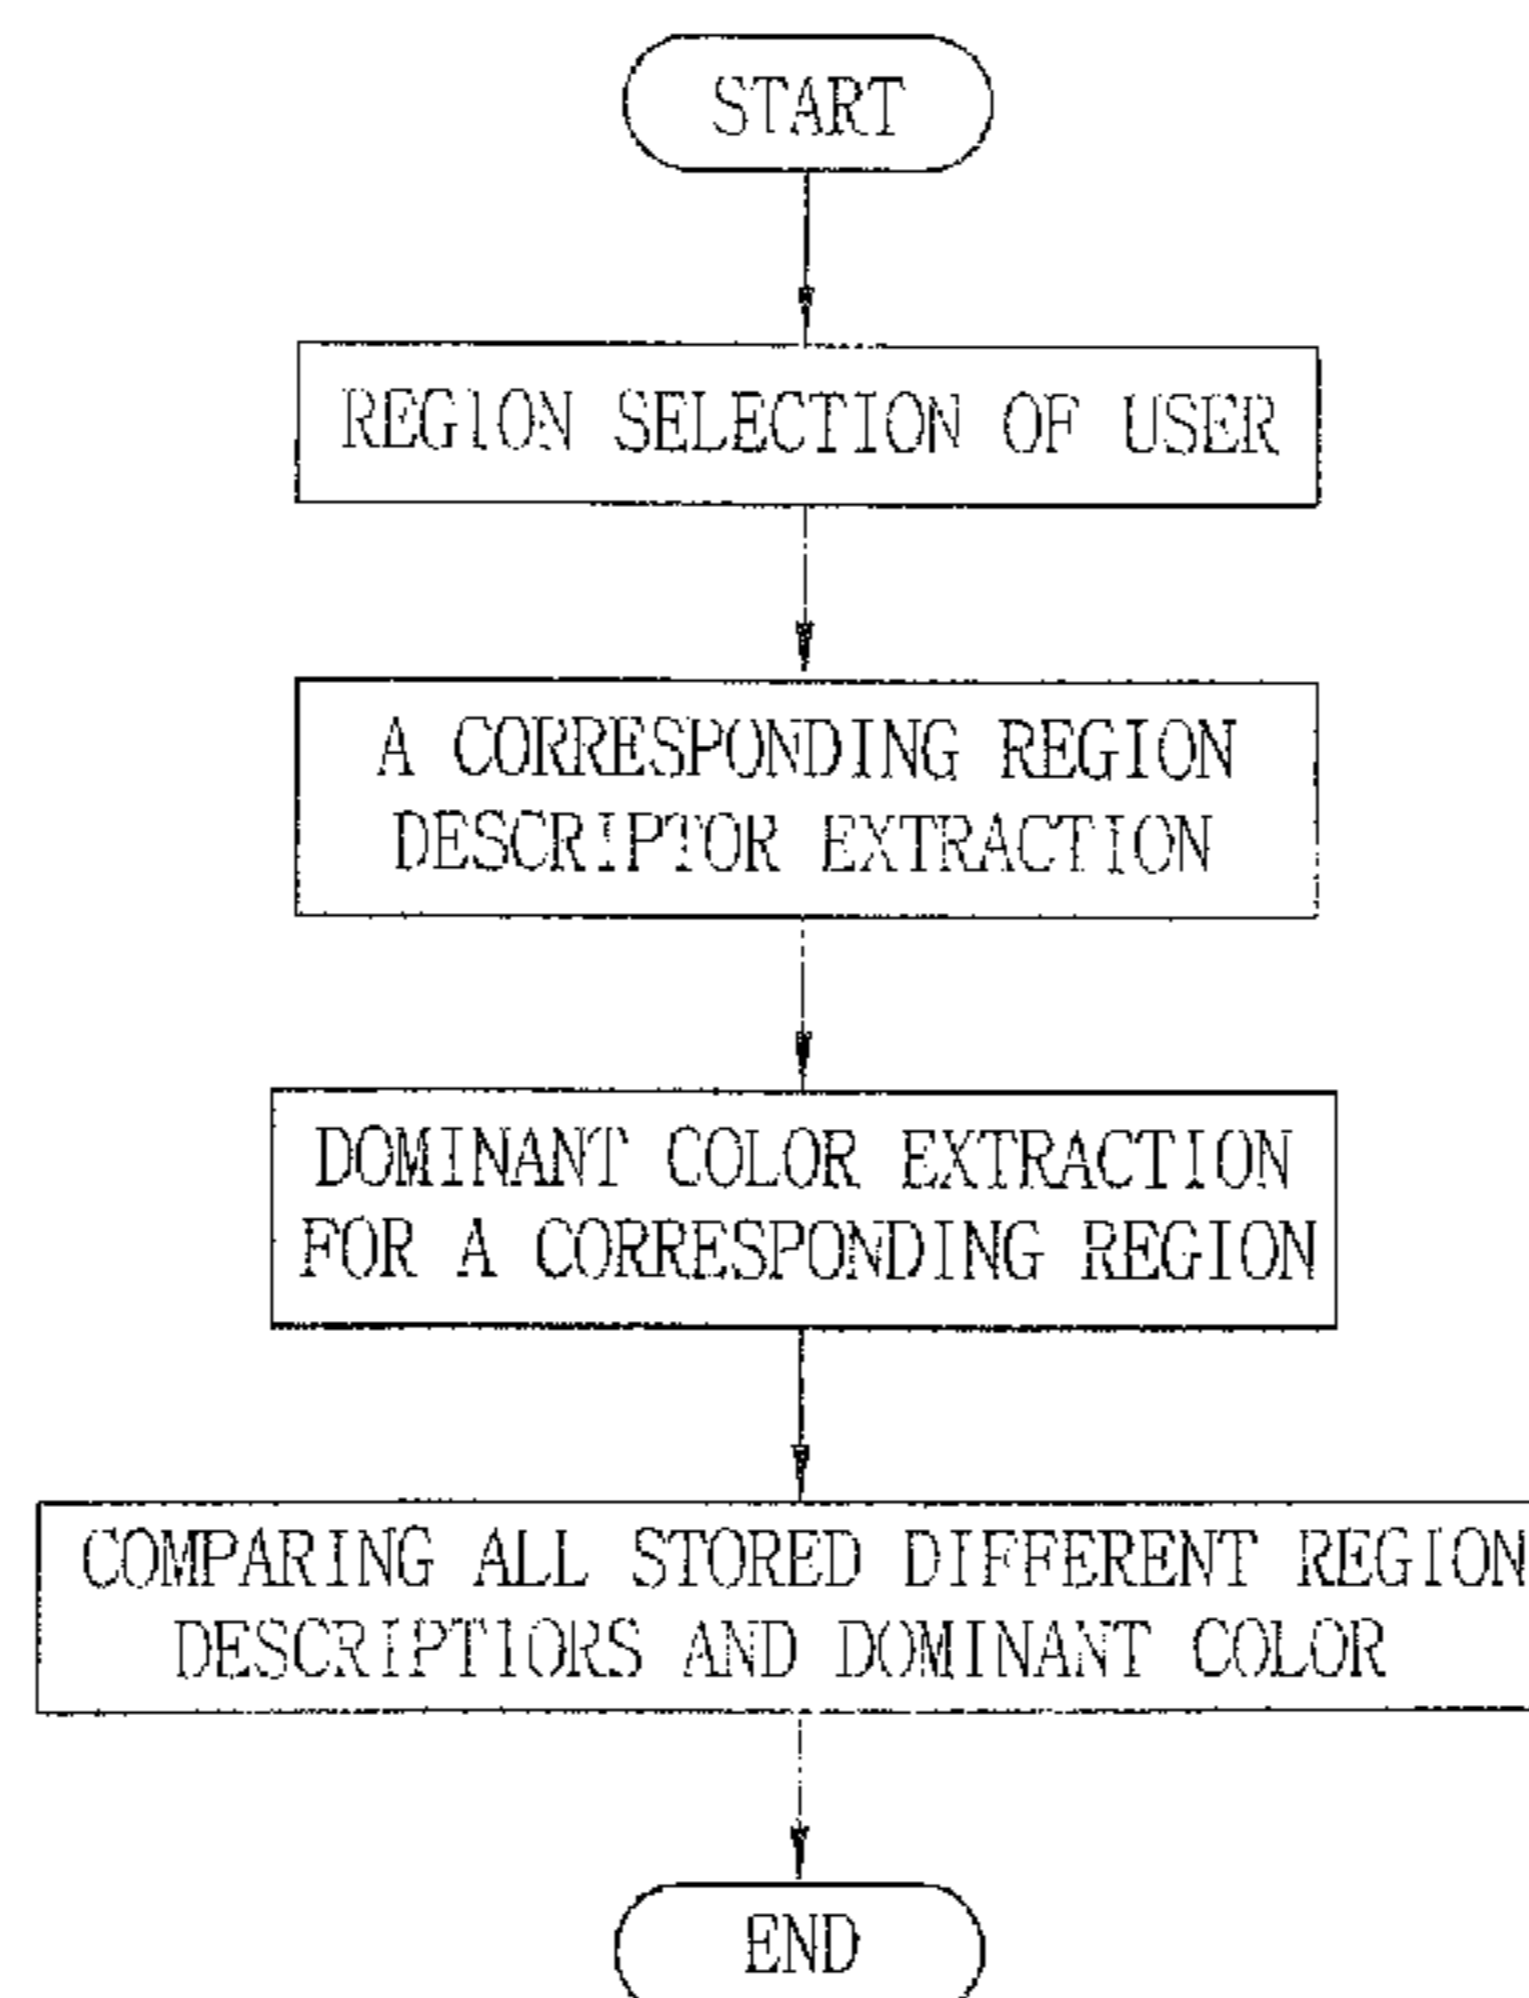 START
REGION SELECTION OF USER
A CORRESPONDING REGION
DESCRIPTOR EXTRACTION
DOMINANT COLOR EXTRACTION
FOR A CORRESPONDING REGION
COMPARING ALL STORED DIFFERENT REGION
DESCRIPTIORS AND DOMINANT COLOR
END